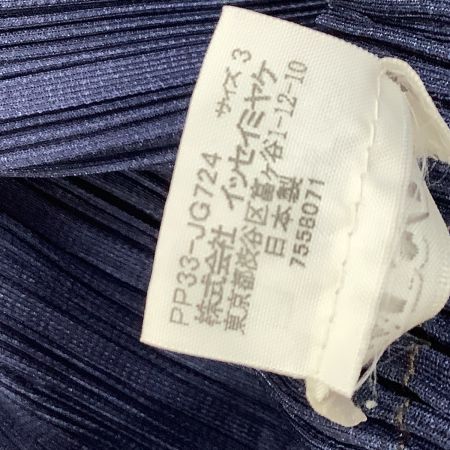 PP33-JG724 サイズ 3
株式会社 イッセイミヤケ
東京都渋谷区富ヶ谷1-12-10
日本製
7558071